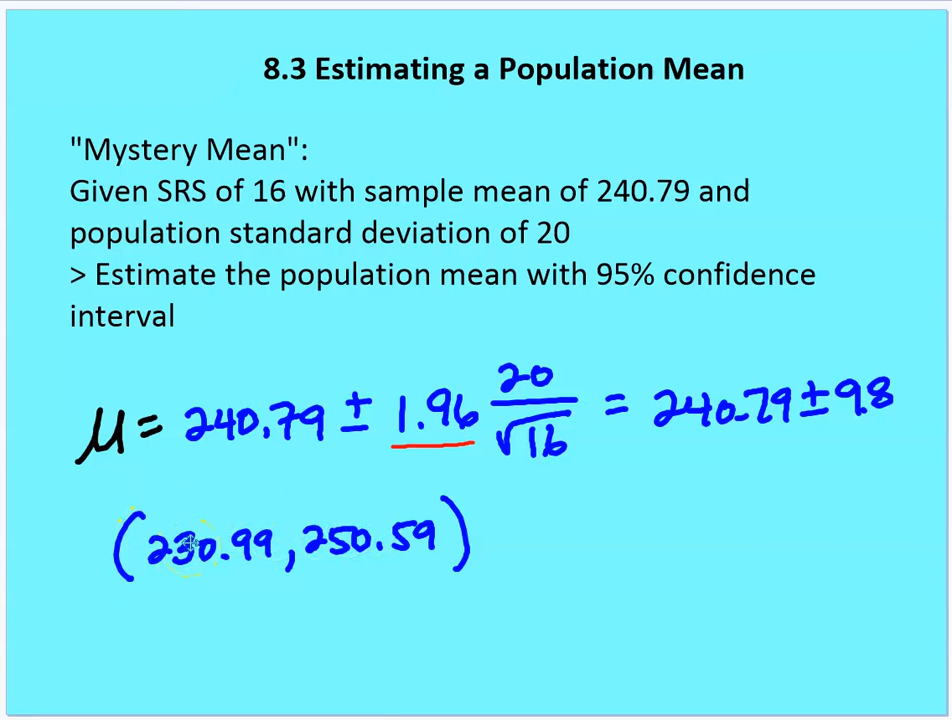 8.3 Estimating a Population Mean
"Mystery Mean":
Given SRS of 16 with sample mean of 240.79 and
population standard deviation of 20
> Estimate the population mean with 95% confidence
interval
μ = 240.79 ± 1.96 20/√16 = 240.79 ± 9.8
(230.99, 250.59)